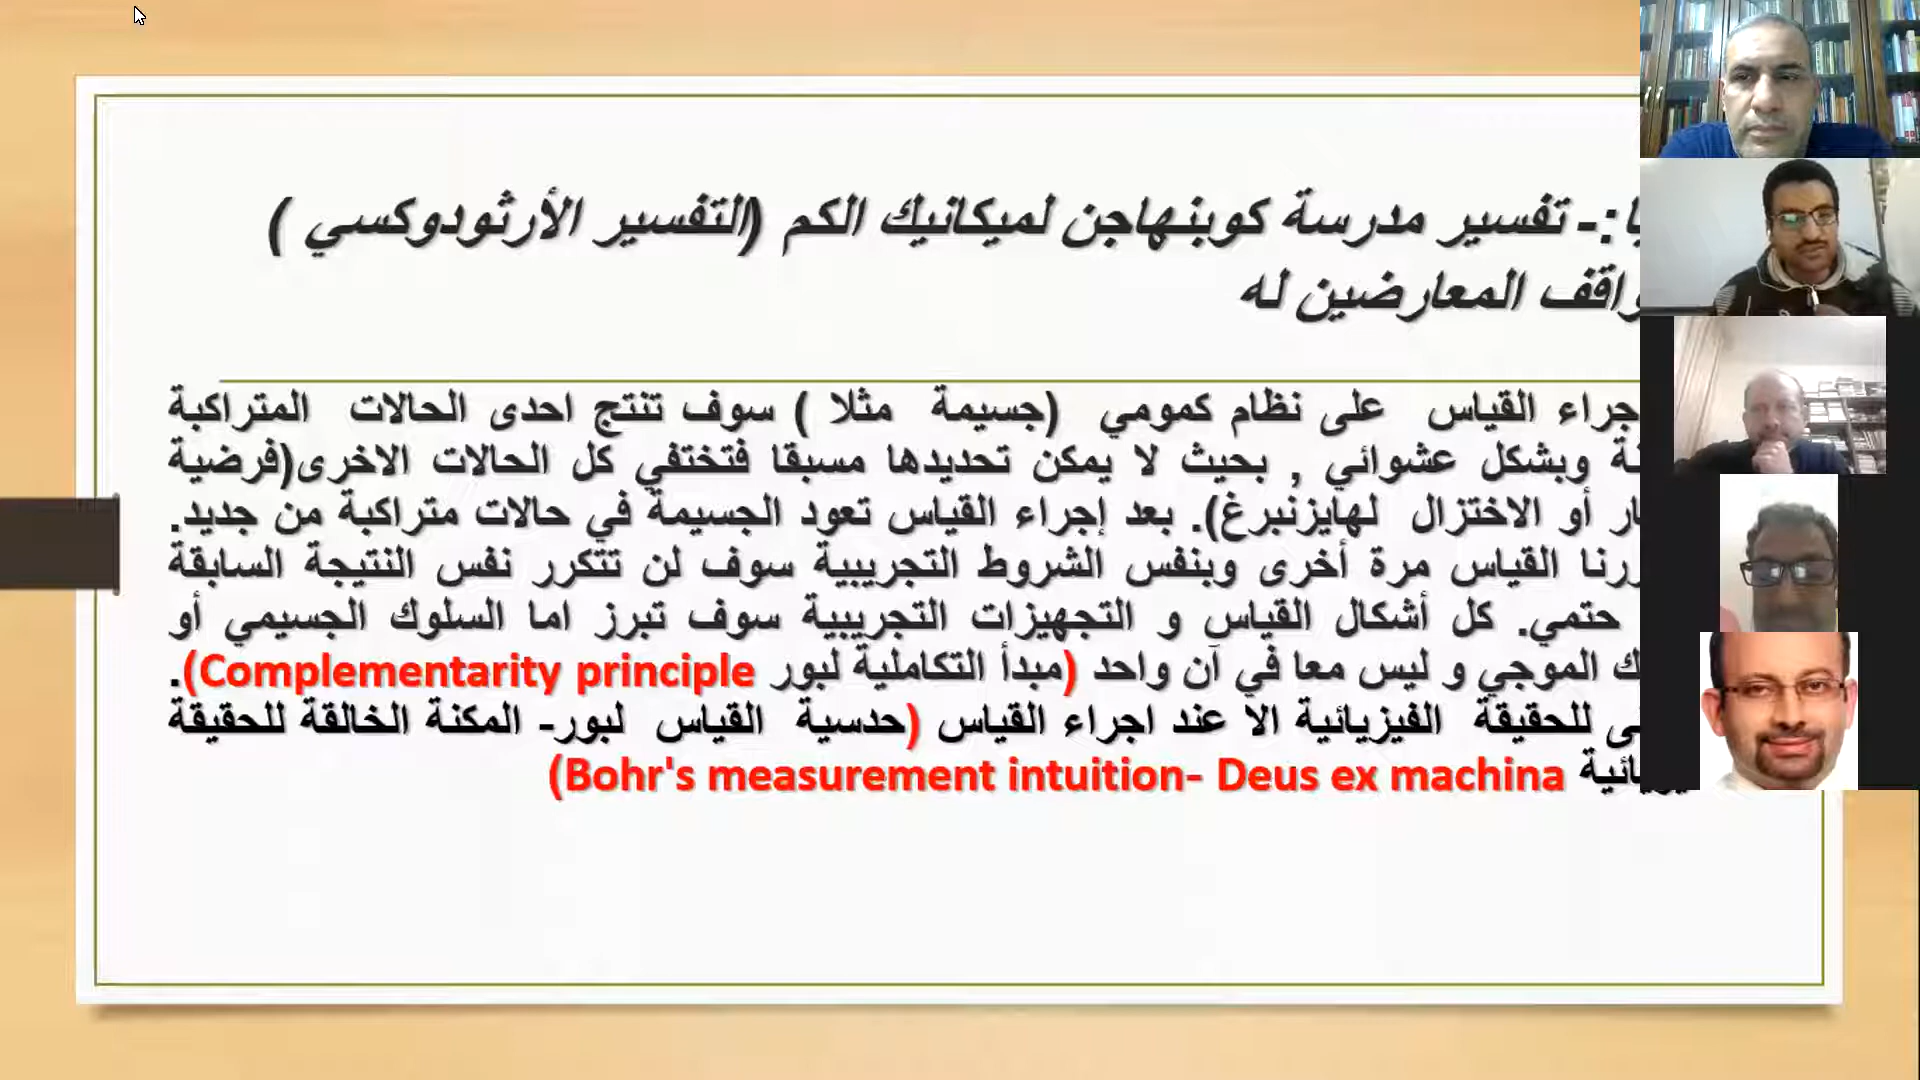 :- تفسير مدرسة كوبنهاجن لميكانيك الكم (التفسير الأرثودوكسي )
المعارضين له
القياس على نظام كمومي (جسيمة مثلا ) سوف تنتج احدى الحالات المتراكبة
وبشكل عشوائي , بحيث لا يمكن تحديدها مسبقا فتختفي كل الحالات الاخرى(فرضية
أو الاختزال لهايزنبرغ). بعد إجراء القياس تعود الجسيمة في حالات متراكبة من جديد.
القياس مرة أخرى وبنفس الشروط التجريبية سوف لن تتكرر نفس النتيجة السابقة
حتمي. كل أشكال القياس و التجهيزات التجريبية سوف تبرز اما السلوك الجسيمي أو
الموجي و ليس معا في آن واحد (مبدأ التكاملية لبور Complementarity principle).
للحقيقة الفيزيائية الا عند اجراء القياس (حدسية القياس لبور- المكنة الخالقة للحقيقة
Bohr's measurement intuition- Deus ex machina)